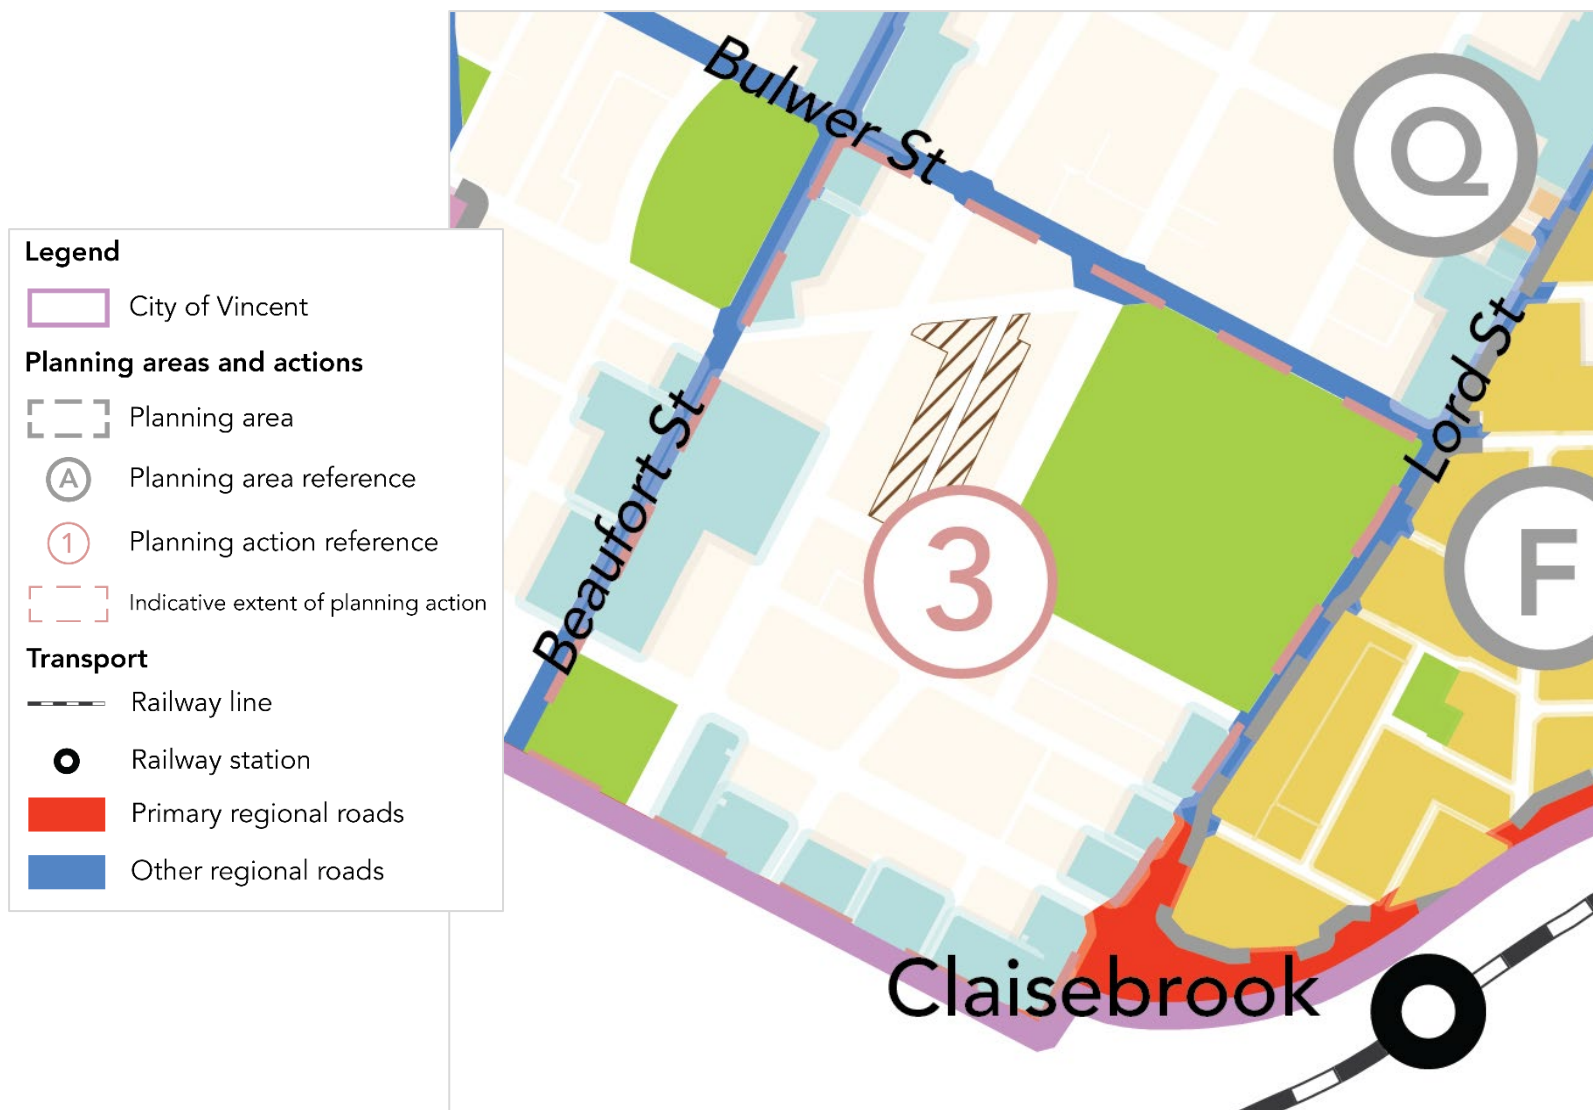 Legend
City of Vincent
Planning areas and actions
Planning area
A
Planning area reference
1
Planning action reference
Indicative extent of planning action
Transport
Railway line
Railway station
Primary regional roads
Other regional roads
Bulwer St
Q
Lord St
Beaufort St
3
F
Claisebrook